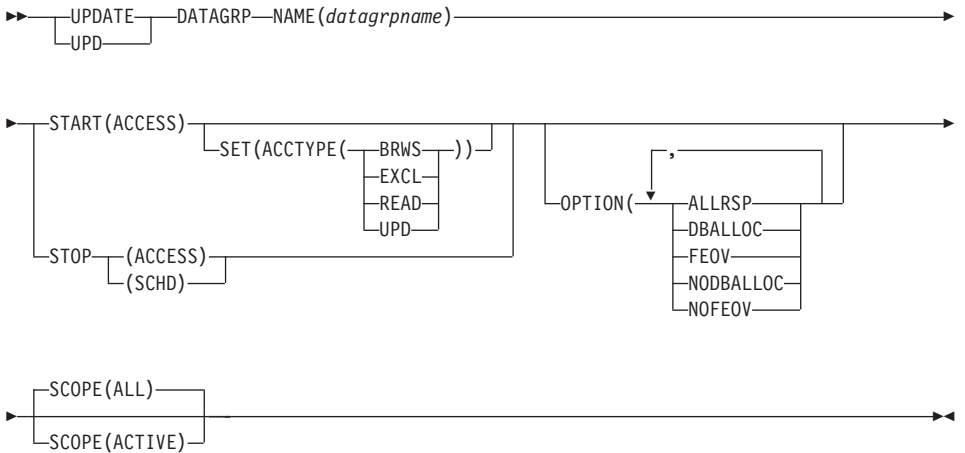 UPDATE DATAGRP NAME(datagrpname)
UPD
START(ACCESS)
SET(ACCTYPE( BRWS ))
EXCL
READ
UPD
STOP (ACCESS)
(SCHD)
,
OPTION( ALLRSP
DBALLOC
FEOV
NODBALLOC
NOFEOV
SCOPE(ALL)
SCOPE(ACTIVE)